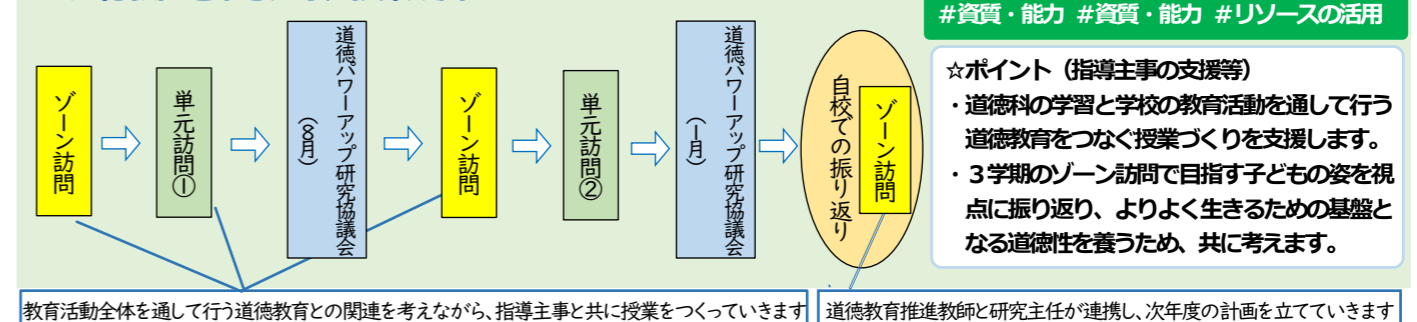 #資質・能力 #資質・能力 #リソースの活用
ゾーン訪問
単元訪問①
道徳パワーアップ研究協議会
（8月）
ゾーン訪問
単元訪問②
道徳パワーアップ研究協議会
（1月）
ゾーン訪問
自校での振り返り
☆ポイント（指導主事の支援等）
・道徳科の学習と学校の教育活動を通して行う
道徳教育をつなぐ授業づくりを支援します。
・３学期のゾーン訪問で目指す子どもの姿を視
点に振り返り、よりよく生きるための基盤と
なる道徳性を養うため、共に考えます。
教育活動全体を通して行う道徳教育との関連を考えながら、指導主事と共に授業をつくっていきます
道徳教育推進教師と研究主任が連携し、次年度の計画を立てていきます